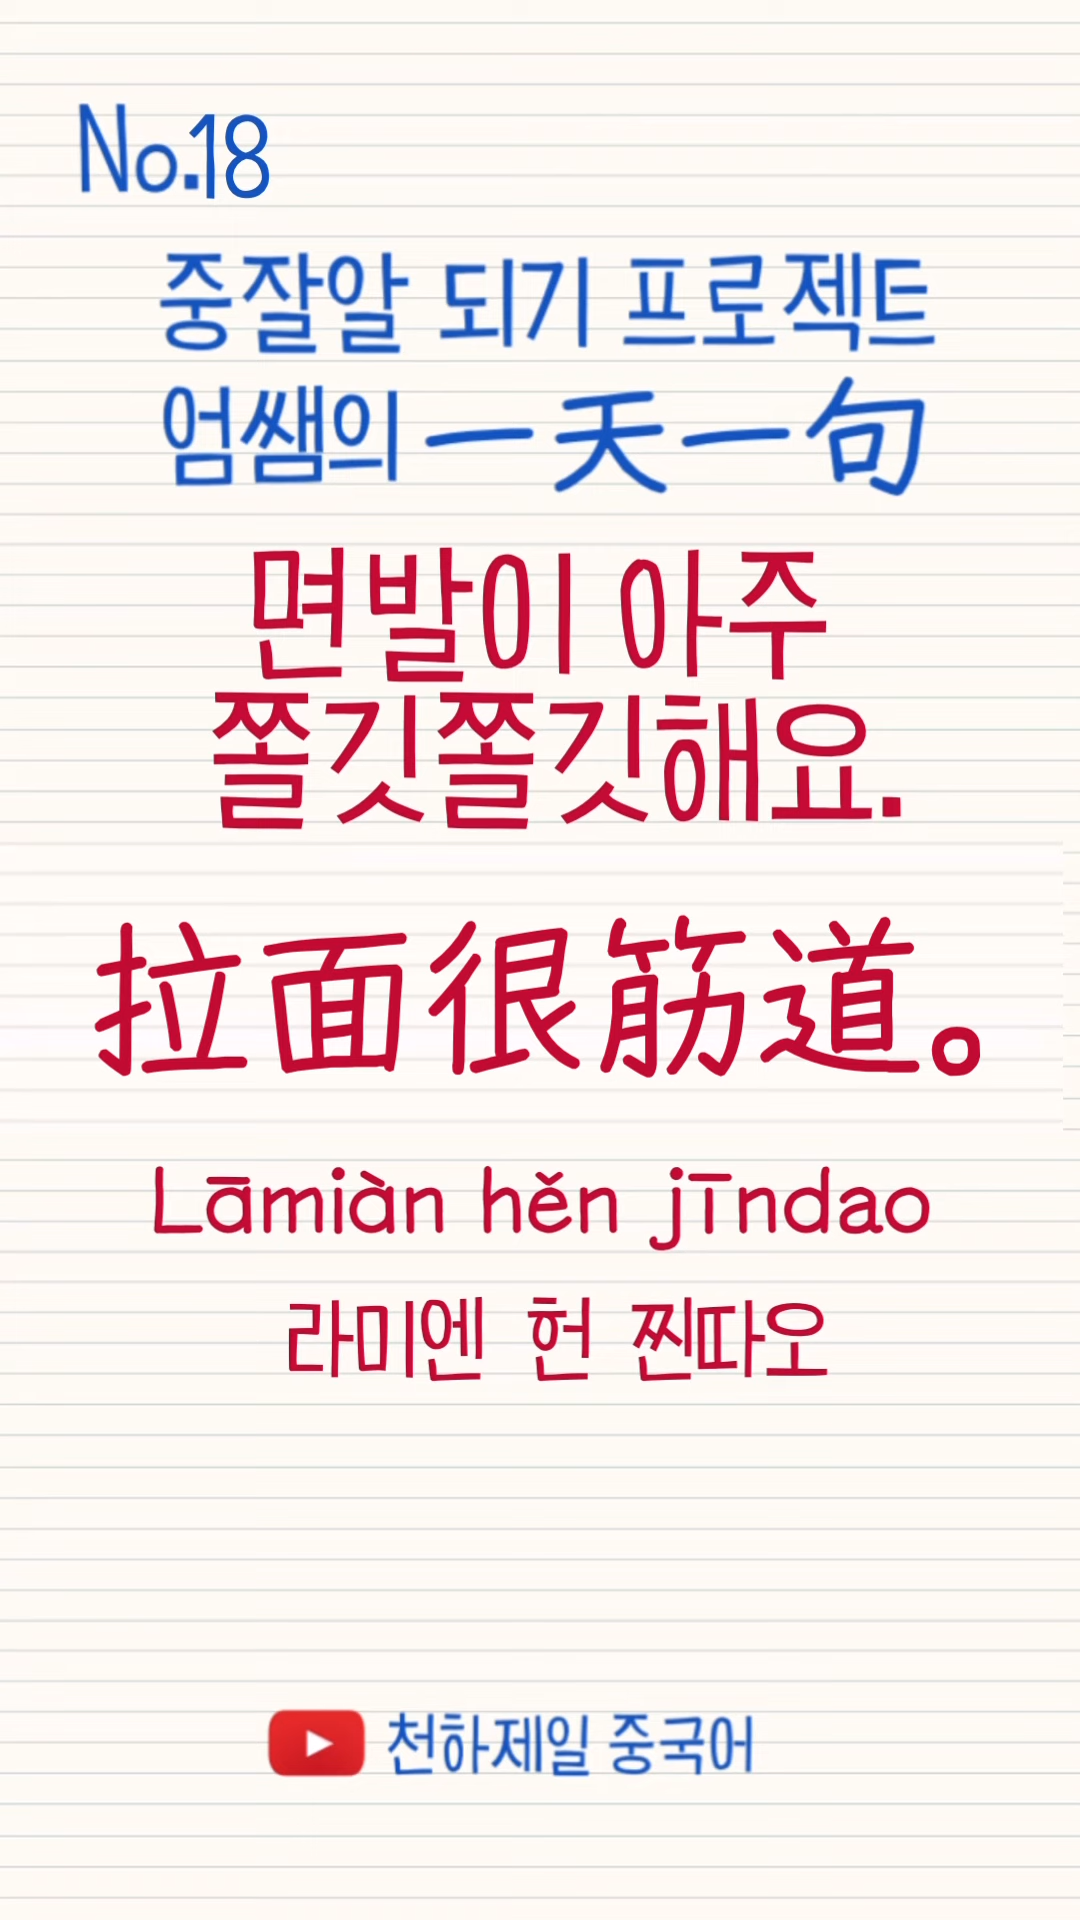 No.18
중잘알 되기 프로젝트
엄쌤의 一天一句
면발이 아주
쫄깃쫄깃해요.
拉面很筋道。
Lāmiàn hěn jīndao
라미엔 헌 찐따오
천하제일 중국어